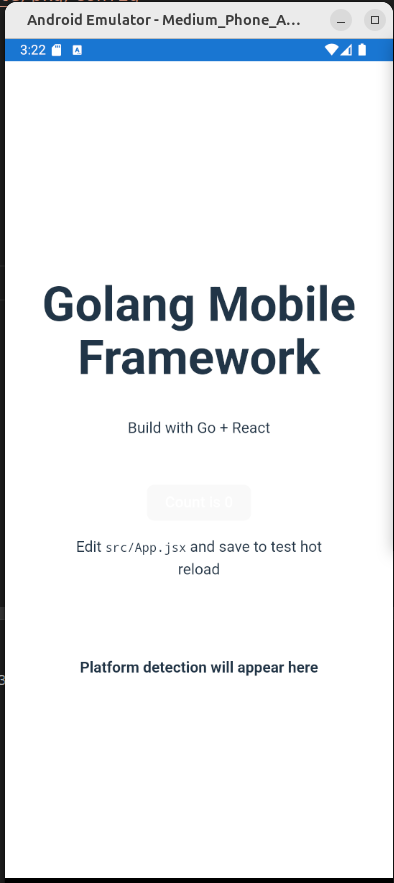 Android Emulator - Medium_Phone_A...
3:22
Golang Mobile
Framework
Build with Go + React
Count is 0
Edit src/App.jsx and save to test hot
reload
Platform detection will appear here